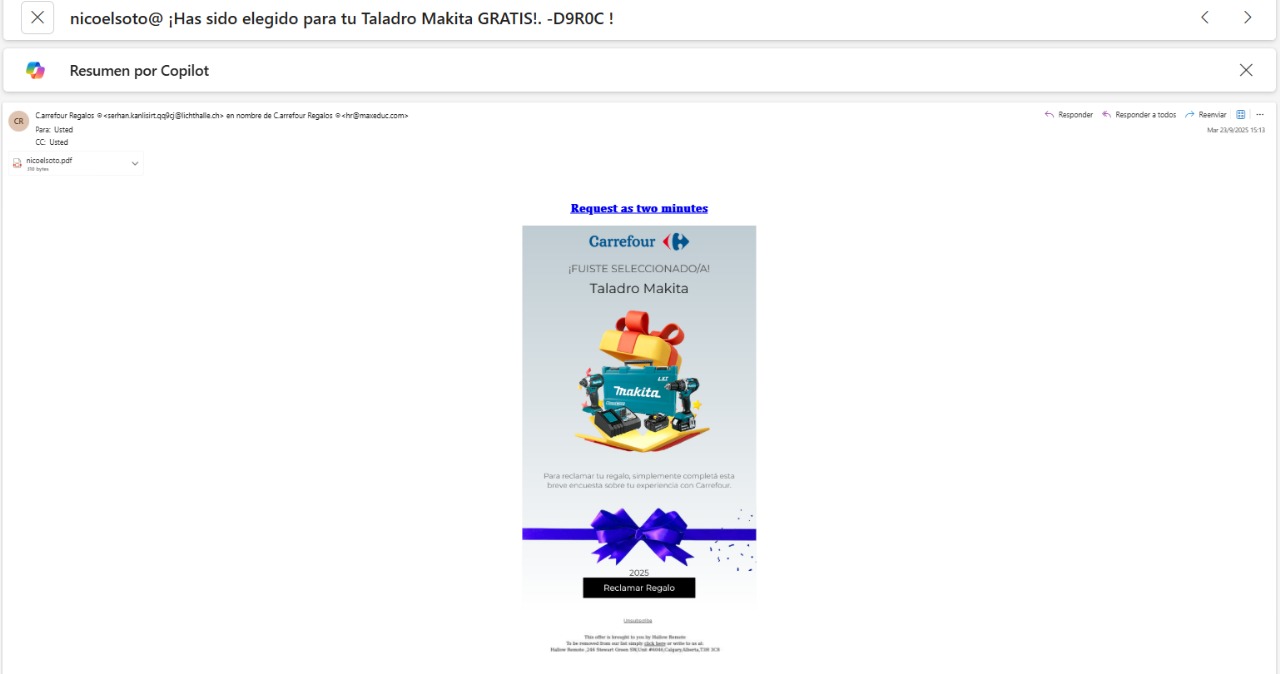 nicoelsoto@ ¡Has sido elegido para tu Taladro Makita GRATIS!. -D9R0C !
Resumen por Copilot
CR
C.arrefour Regalos <serhan.kanlisirt.qq9cj@lichthalle.ch> en nombre de C.arrefour Regalos <hr@maxeduc.com>
Responder
Responder a todos
Reenviar
Para: Usted
Mar 23/9/2025 15:13
CC: Usted
nicoelsoto.pdf
bytes
Request as two minutes
Carrefour
¡FUISTE SELECCIONADO/A!
Taladro Makita
LXT
makita
Para reclamar tu regalo, simplemente completá esta
breve encuesta sobre tu experiencia con Carrefour.
2025
Reclamar Regalo
Unsubscribe
This offer is brought to you by Hallow Remote
To be removed from our list simply click here or write to us at:
Hallow Remote ,246 Stewart Green SW,Unit Calgary,Alberta,T3H 3C8